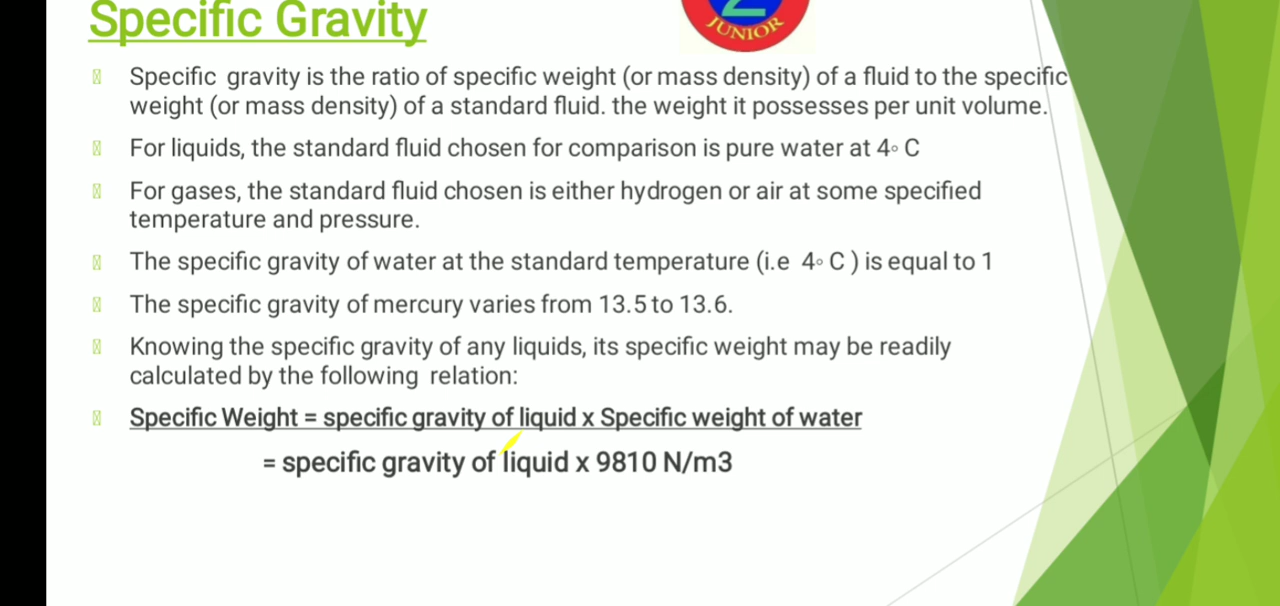 Specific Gravity
JUNIOR
Specific gravity is the ratio of specific weight (or mass density) of a fluid to the specific
weight (or mass density) of a standard fluid. the weight it possesses per unit volume.
For liquids, the standard fluid chosen for comparison is pure water at 4◦ C
For gases, the standard fluid chosen is either hydrogen or air at some specified
temperature and pressure.
The specific gravity of water at the standard temperature (i.e 4◦ C ) is equal to 1
The specific gravity of mercury varies from 13.5 to 13.6.
Knowing the specific gravity of any liquids, its specific weight may be readily
calculated by the following relation:
Specific Weight = specific gravity of liquid x Specific weight of water
= specific gravity of liquid x 9810 N/m3